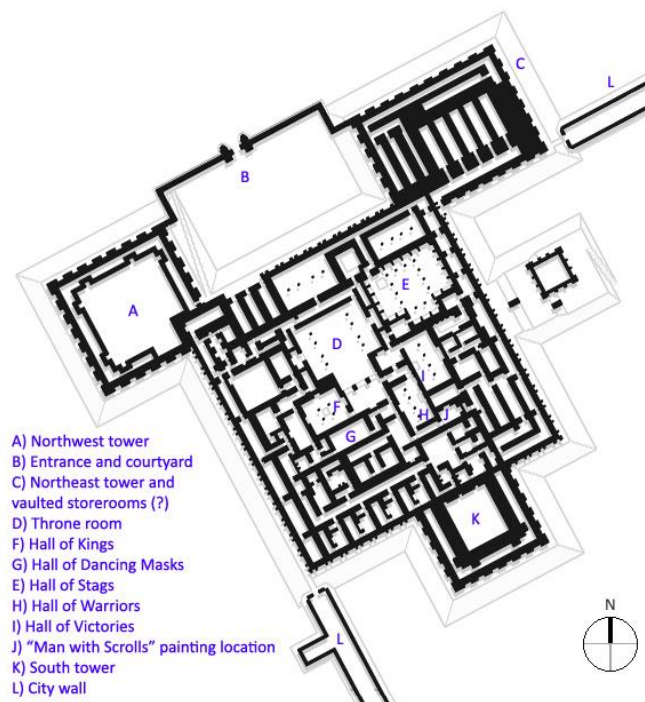 C
L
B
E
A
D
I
F
H
J
G
K
L
N
A) Northwest tower
B) Entrance and courtyard
C) Northeast tower and
vaulted storerooms (?)
D) Throne room
F) Hall of Kings
G) Hall of Dancing Masks
E) Hall of Stags
H) Hall of Warriors
I) Hall of Victories
J) “Man with Scrolls” painting location
K) South tower
L) City wall